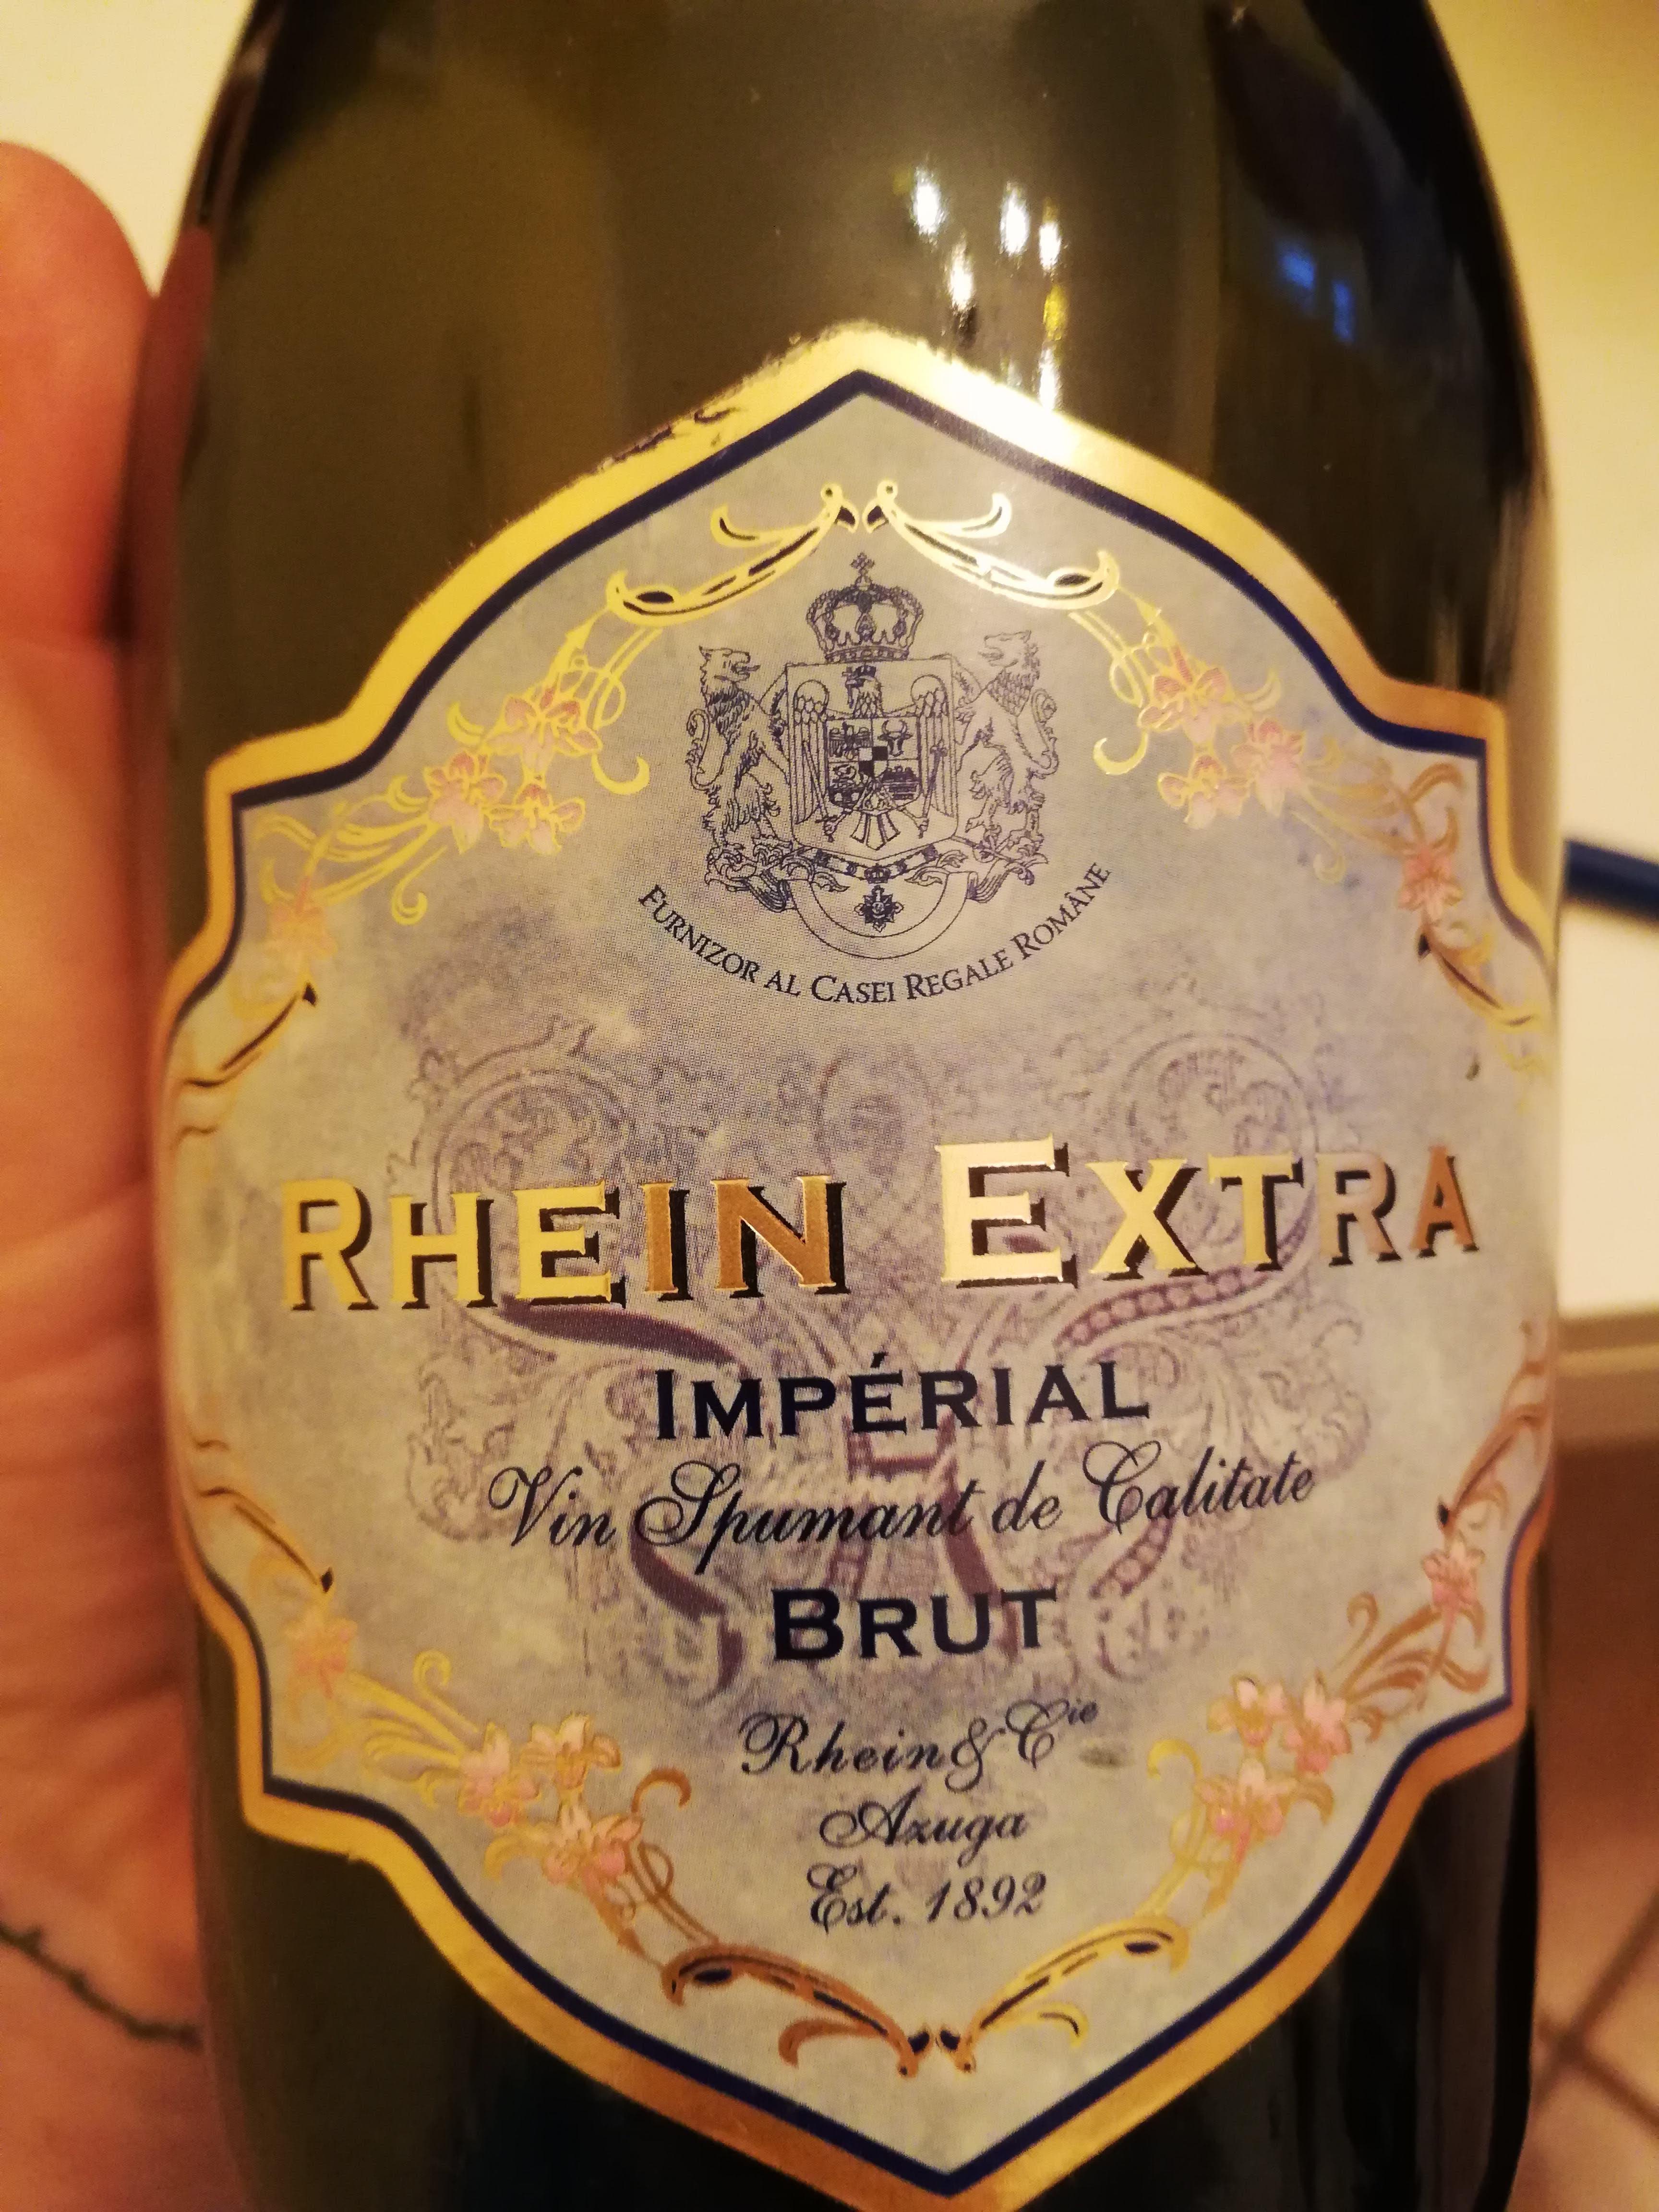 FURNIZOR AL CASEI REGALE ROMÂNE
RHEIN EXTRA
IMPÉRIAL
Vin Spumant de Calitate
BRUT
Rhein & Cie
Azuga
Est. 1892